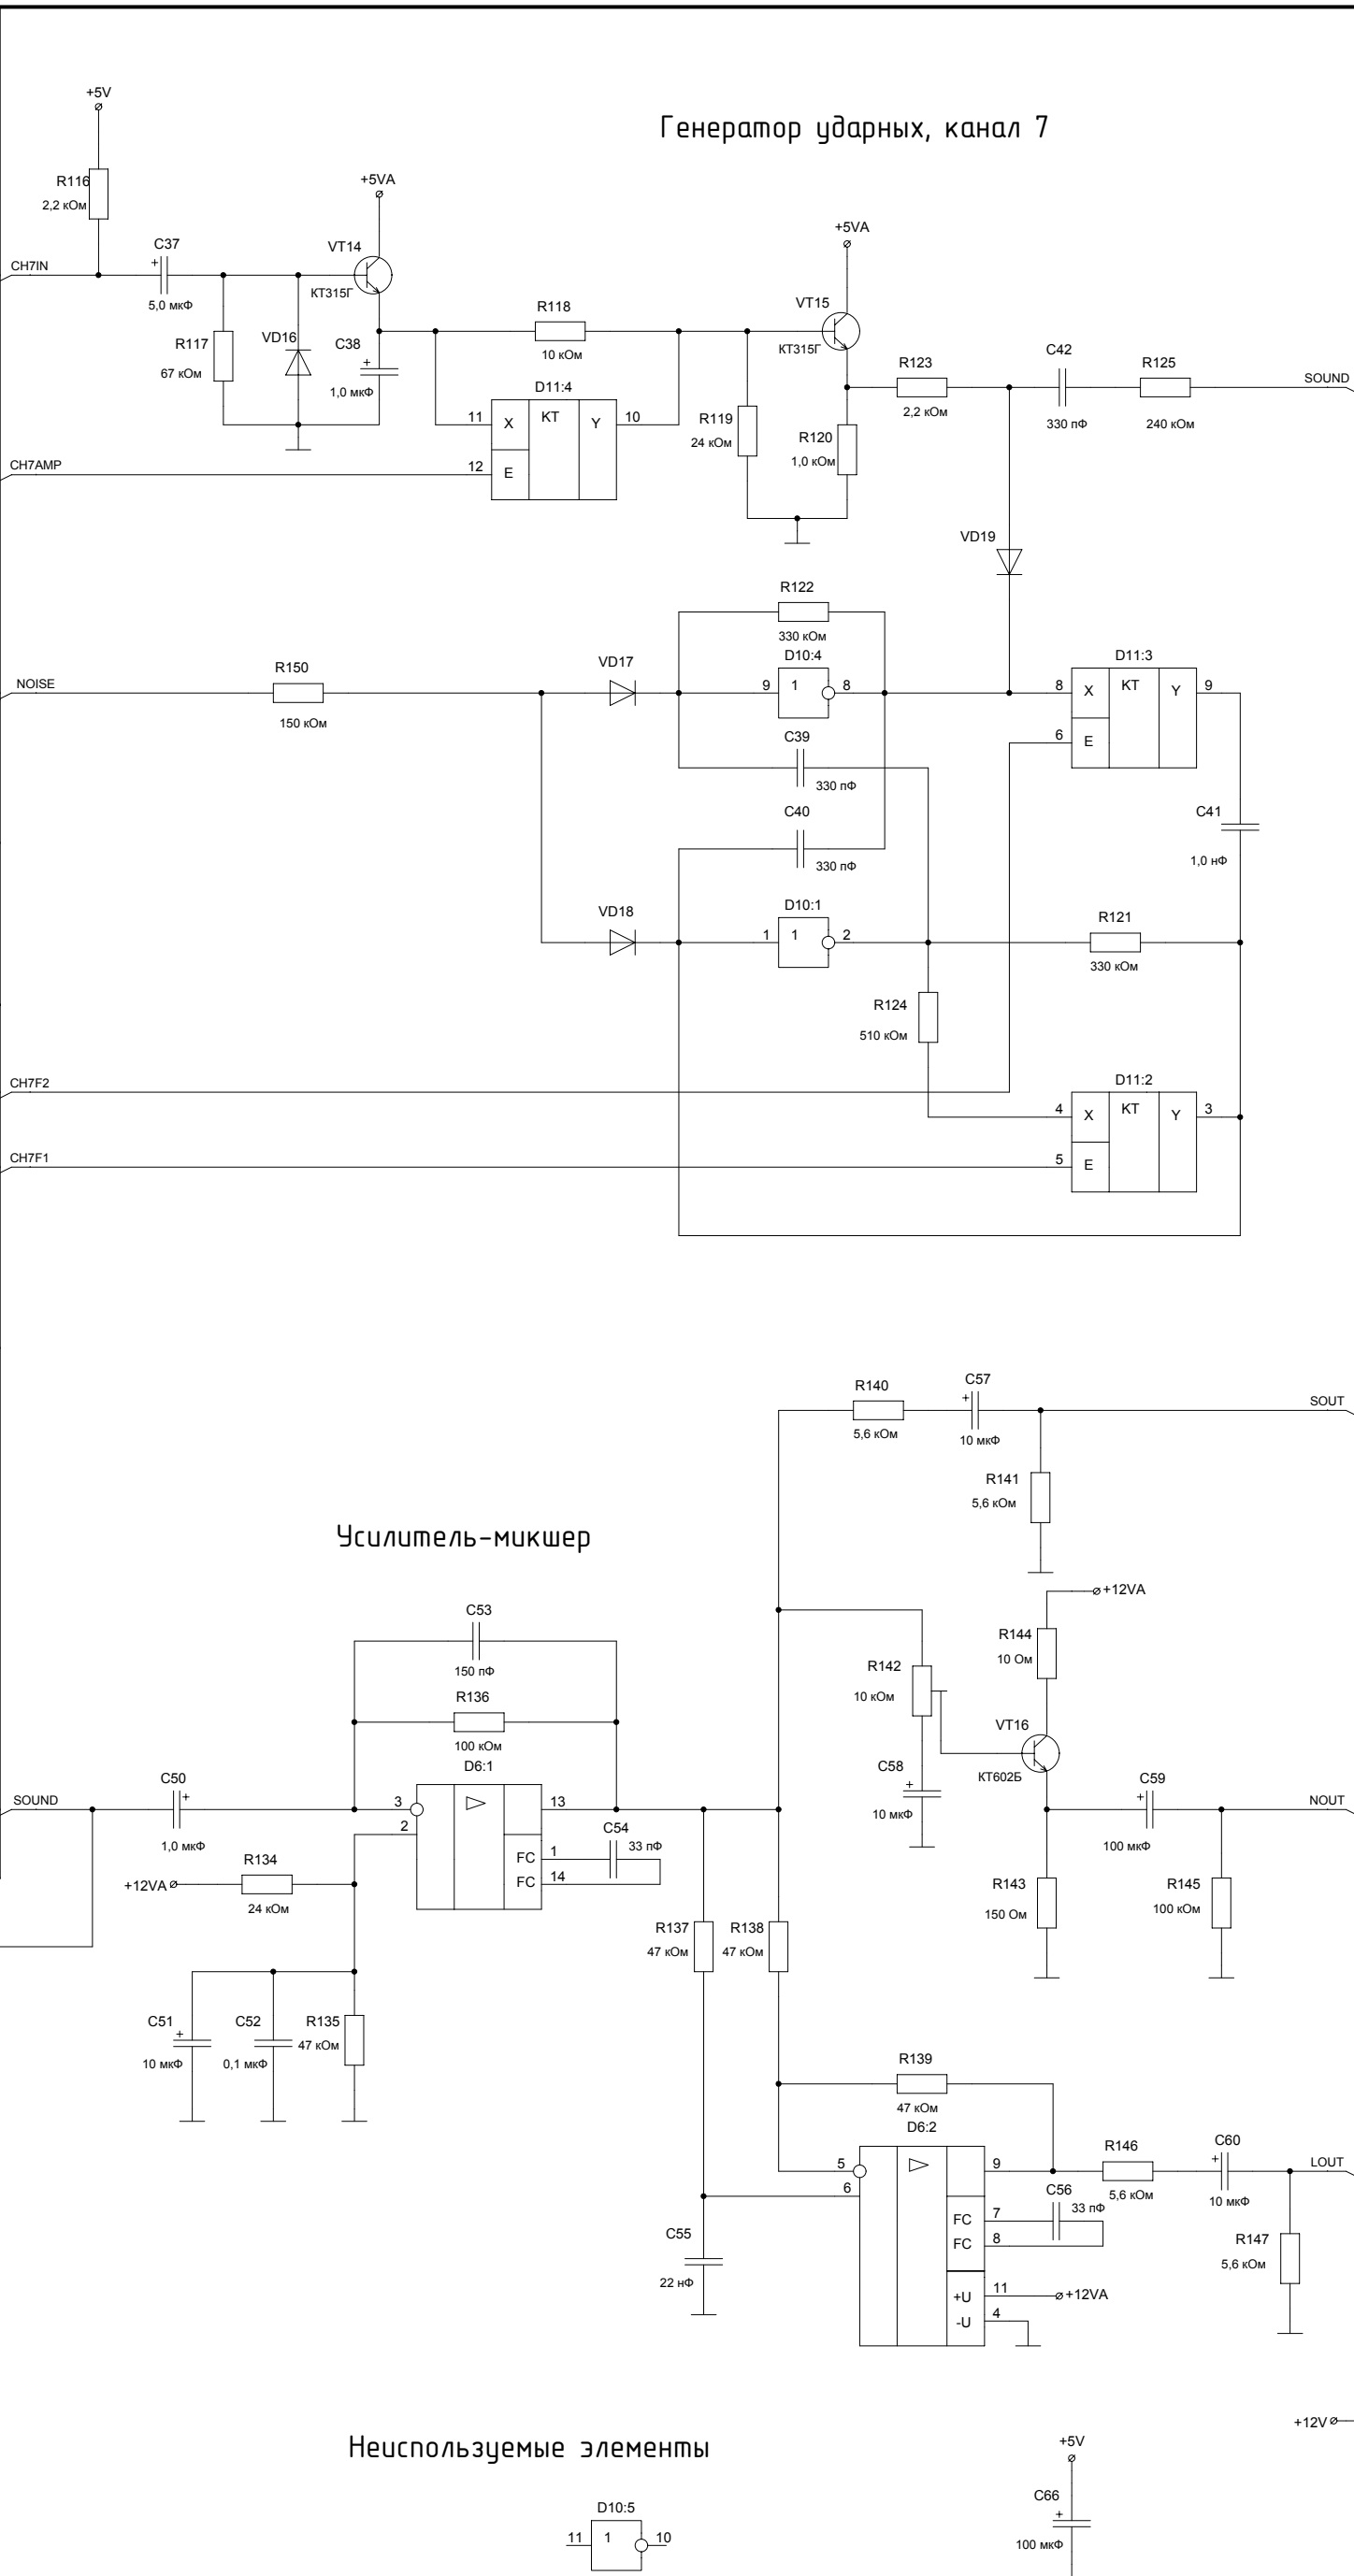 +5V
Генератор ударных, канал 7
R116
2,2 кОм
+5VA
+5VA
C37
+
5,0 мкФ
VT14
КТ315Г
CH7IN
R117
67 кОм
VD16
C38
+
1,0 мкФ
R118
10 кОм
VT15
КТ315Г
D11:4
11 X KT Y 10
12 E
R119
24 кОм
R120
1,0 кОм
R123
2,2 кОм
C42
330 пФ
R125
240 кОм
SOUND
CH7AMP
VD19
R122
330 кОм
NOISE
R150
150 кОм
VD17
D10:4
9 1 8
D11:3
8 X KT Y 9
6 E
C39
330 пФ
C40
330 пФ
C41
1,0 нФ
VD18
D10:1
1 1 2
R121
330 кОм
R124
510 кОм
CH7F2
D11:2
4 X KT Y 3
5 E
CH7F1
R140
5,6 кОм
C57
+
10 мкФ
SOUT
R141
5,6 кОм
Усилитель-микшер
+12VA
C53
150 пФ
R144
10 Ом
R142
10 кОм
R136
100 кОм
VT16
КТ602Б
D6:1
C50
+
1,0 мкФ
SOUND
3 13
2
FC 1
FC 14
C54
33 пФ
C58
+
10 мкФ
C59
+
100 мкФ
NOUT
R134
24 кОм
+12VA
R143
150 Ом
R145
100 кОм
R137
47 кОм
R138
47 кОм
C51
+
10 мкФ
C52
0,1 мкФ
R135
47 кОм
R139
47 кОм
D6:2
5 9
6
FC 7
FC 8
+U 11
-U 4
+12VA
C56
33 пФ
R146
5,6 кОм
C60
+
10 мкФ
LOUT
R147
5,6 кОм
C55
22 нФ
+12V
Неиспользуемые элементы
+5V
C66
+
100 мкФ
D10:5
11 1 10